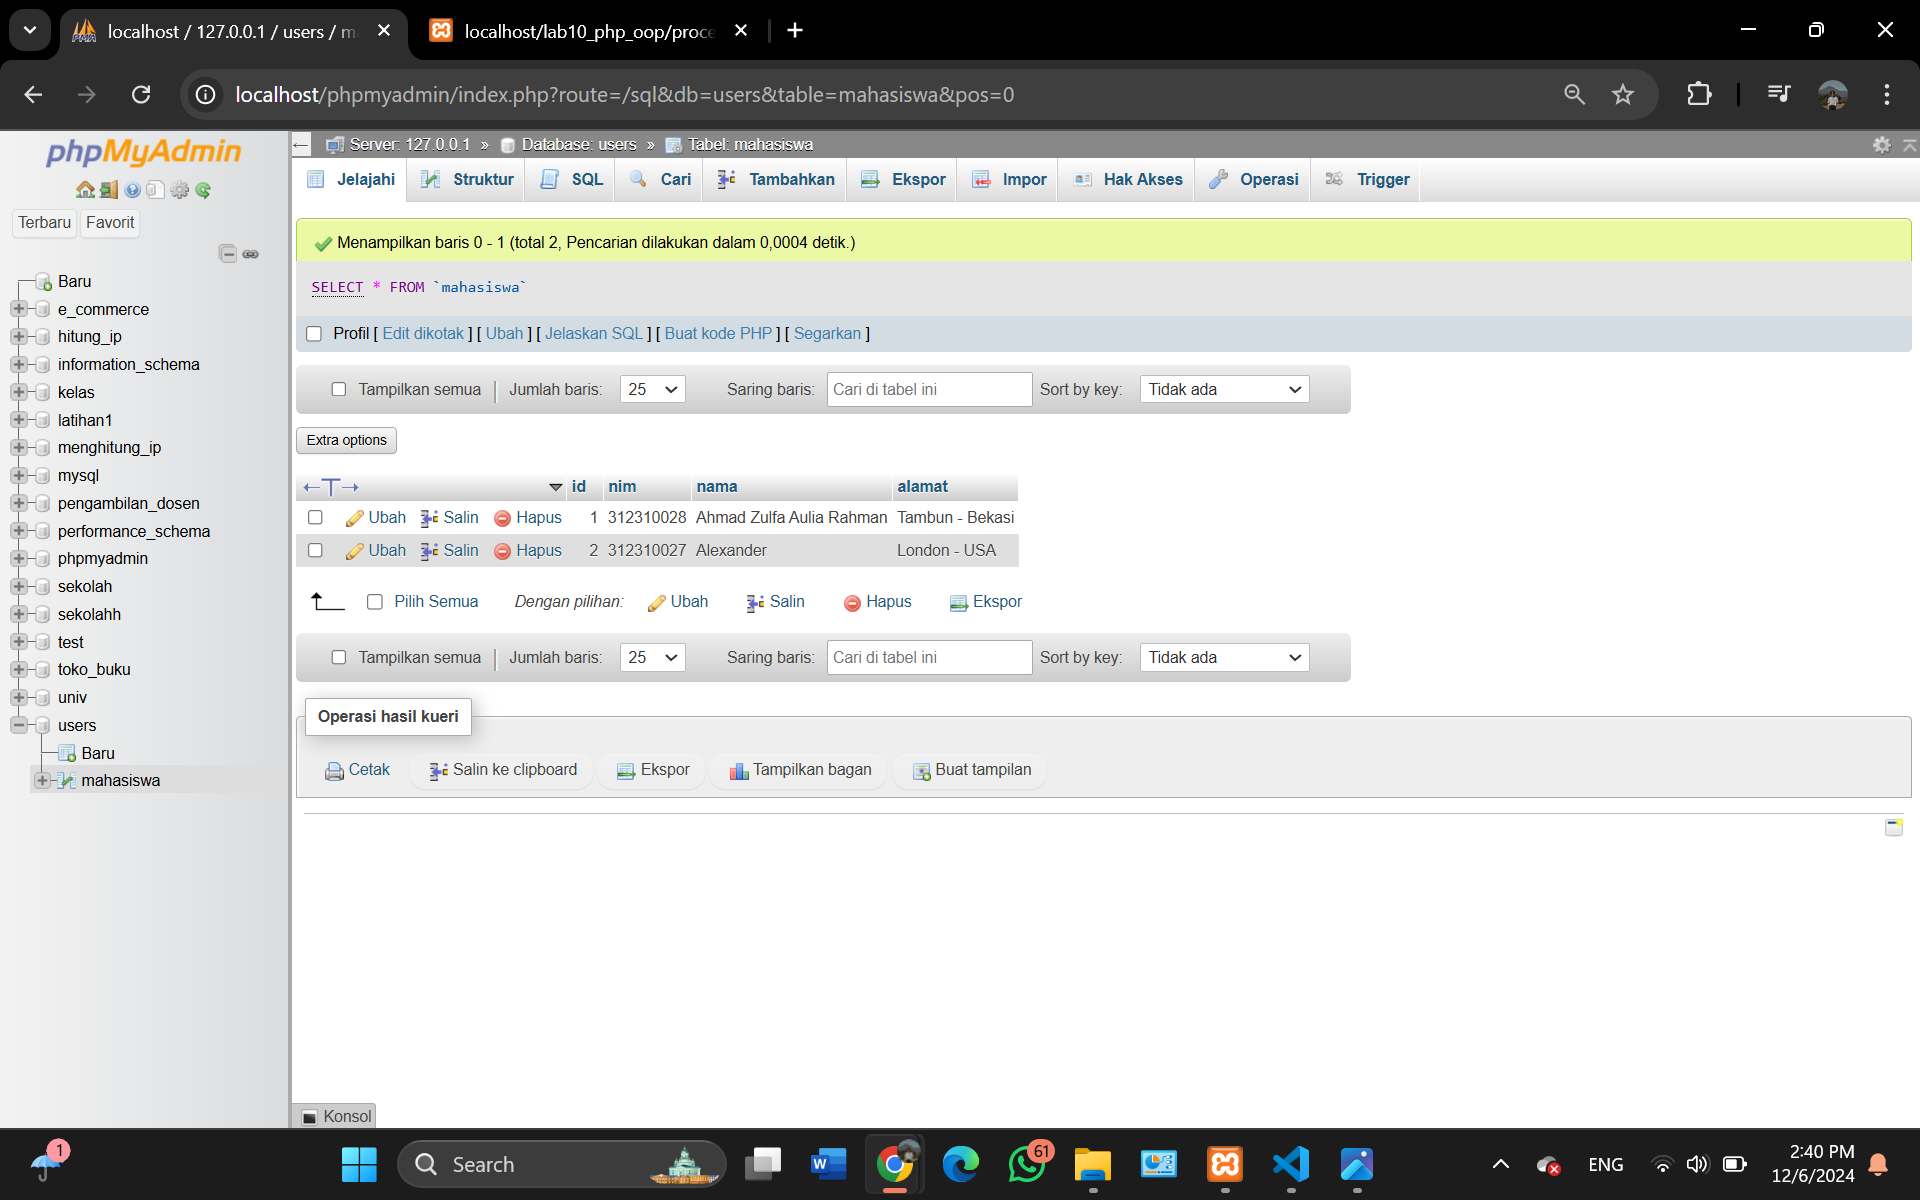 localhost / 127.0.0.1 / users / m
localhost/lab10_php_oop/proce
localhost/phpmyadmin/index.php?route=/sql&db=users&table=mahasiswa&pos=0
phpMyAdmin
Terbaru Favorit
Baru
e_commerce
hitung_ip
information_schema
kelas
latihan1
menghitung_ip
mysql
pengambilan_dosen
performance_schema
phpmyadmin
sekolah
sekolahh
test
toko_buku
univ
users
Baru
mahasiswa
Server: 127.0.0.1 » Database: users » Tabel: mahasiswa
Jelajahi Struktur SQL Cari Tambahkan Ekspor Impor Hak Akses Operasi Trigger
Menampilkan baris 0 - 1 (total 2, Pencarian dilakukan dalam 0,0004 detik.)
SELECT * FROM `mahasiswa`
Profil [ Edit dikotak ] [ Ubah ] [ Jelaskan SQL ] [ Buat kode PHP ] [ Segarkan ]
Tampilkan semua Jumlah baris: 25 Saring baris: Cari di tabel ini Sort by key: Tidak ada
Extra options
←T→ id nim nama alamat
Ubah Salin Hapus 1 312310028 Ahmad Zulfa Aulia Rahman Tambun - Bekasi
Ubah Salin Hapus 2 312310027 Alexander London - USA
Pilih Semua Dengan pilihan: Ubah Salin Hapus Ekspor
Tampilkan semua Jumlah baris: 25 Saring baris: Cari di tabel ini Sort by key: Tidak ada
Operasi hasil kueri
Cetak Salin ke clipboard Ekspor Tampilkan bagan Buat tampilan
Konsol
1
Search
61
ENG
2:40 PM
12/6/2024